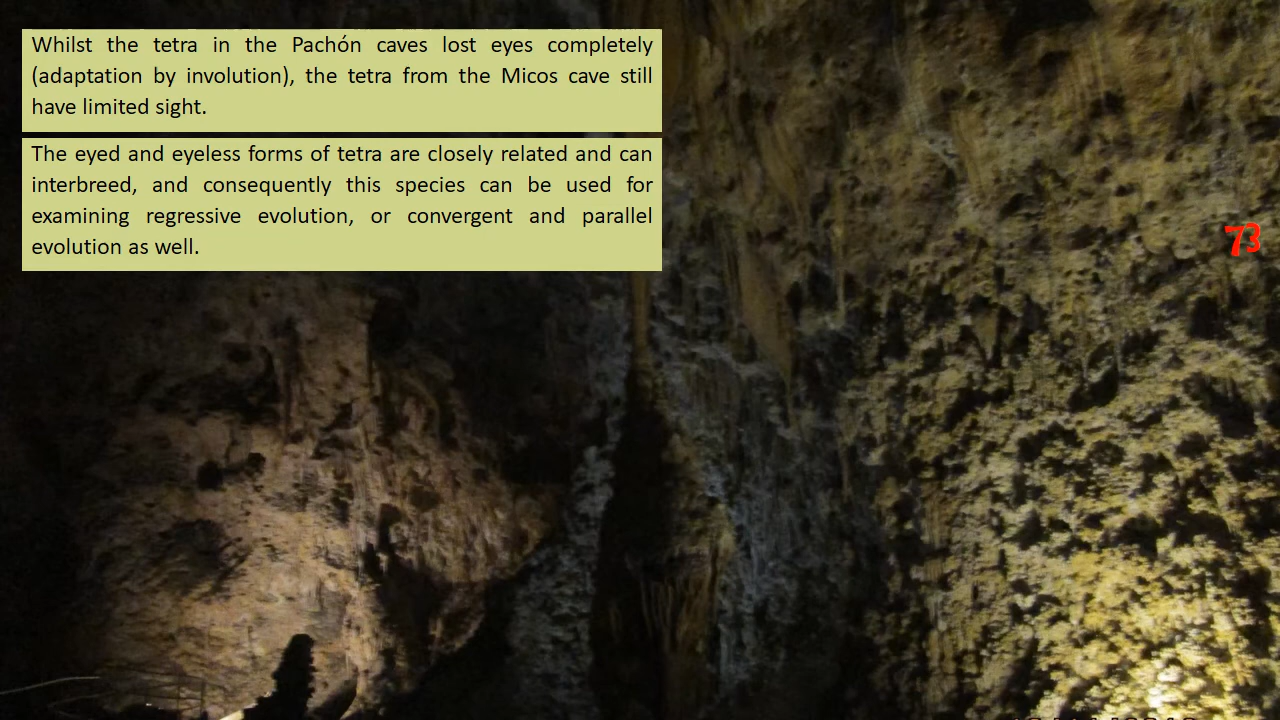 Whilst the tetra in the Pachón caves lost eyes completely
(adaptation by involution), the tetra from the Micos cave still
have limited sight.
The eyed and eyeless forms of tetra are closely related and can
interbreed, and consequently this species can be used for
examining regressive evolution, or convergent and parallel
evolution as well.
73